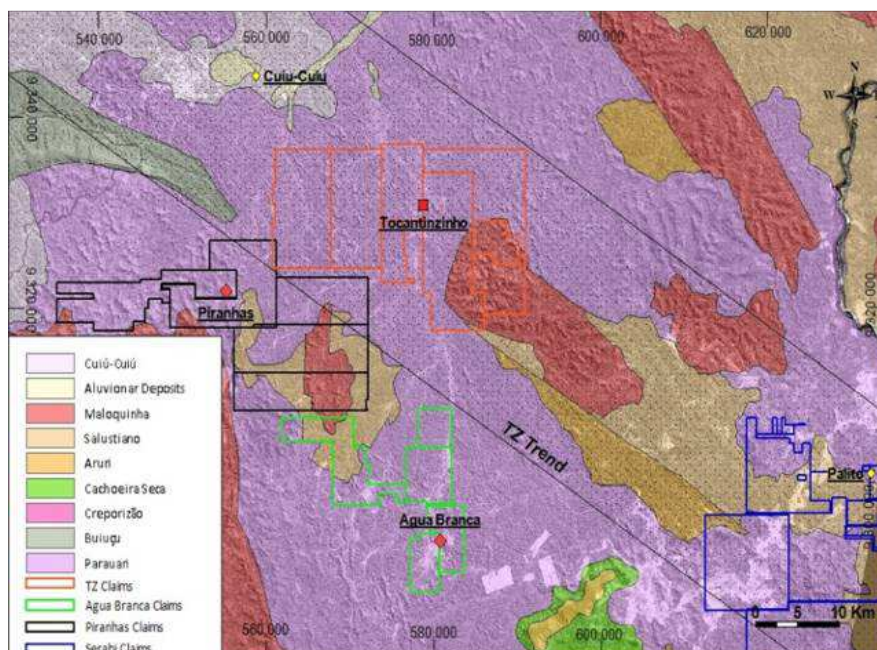 540.000 560.000 580.000 600.000 620.000
N
W
S
Cuiu-Cuiu
9.340.000
Tocantinzinho
9.320.000
Piranhas
Cuiú-Cuiú
Aluvionar Deposits
Maloquinha
Salustiano
Aruri
Cachoeira Seca
Creporizão
Buiuçu
Parauari
TZ Claims
Agua Branca Claims
Piranhas Claims
Serabi Claims
TZ Trend
Palito
Agua Branca
560.000 580.000 600.000
0 5 10 Km